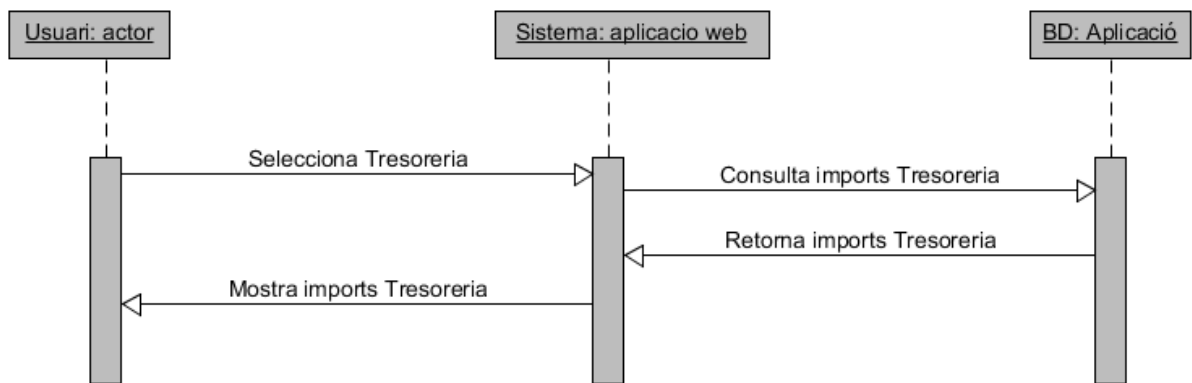 Usuari: actor
Sistema: aplicacio web
BD: Aplicació
Selecciona Tresoreria
Consulta imports Tresoreria
Retorna imports Tresoreria
Mostra imports Tresoreria